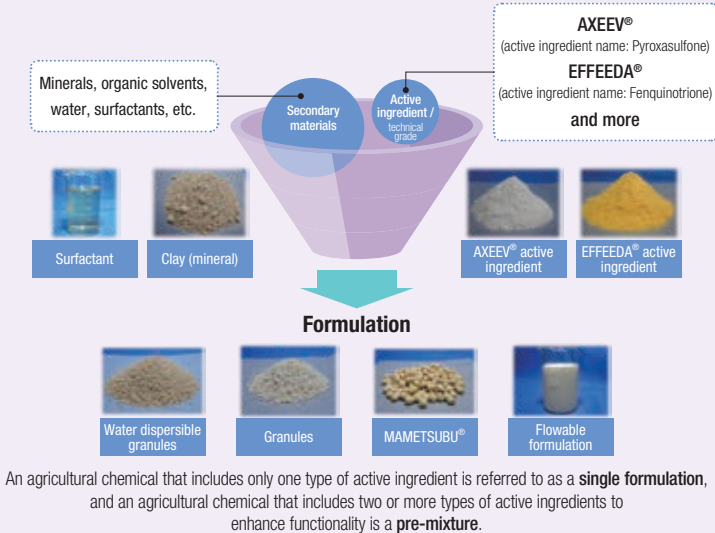 AXEEV®
(active ingredient name: Pyroxasulfone)
EFFEEDA®
(active ingredient name: Fenquinotrione)
and more
Minerals, organic solvents,
water, surfactants, etc.
Secondary
materials
Active
ingredient /
technical
grade
Surfactant
Clay (mineral)
AXEEV® active
ingredient
EFFEEDA® active
ingredient
Formulation
Water dispersible
granules
Granules
MAMETSUBU®
Flowable
formulation
An agricultural chemical that includes only one type of active ingredient is referred to as a single formulation,
and an agricultural chemical that includes two or more types of active ingredients to
enhance functionality is a pre-mixture.